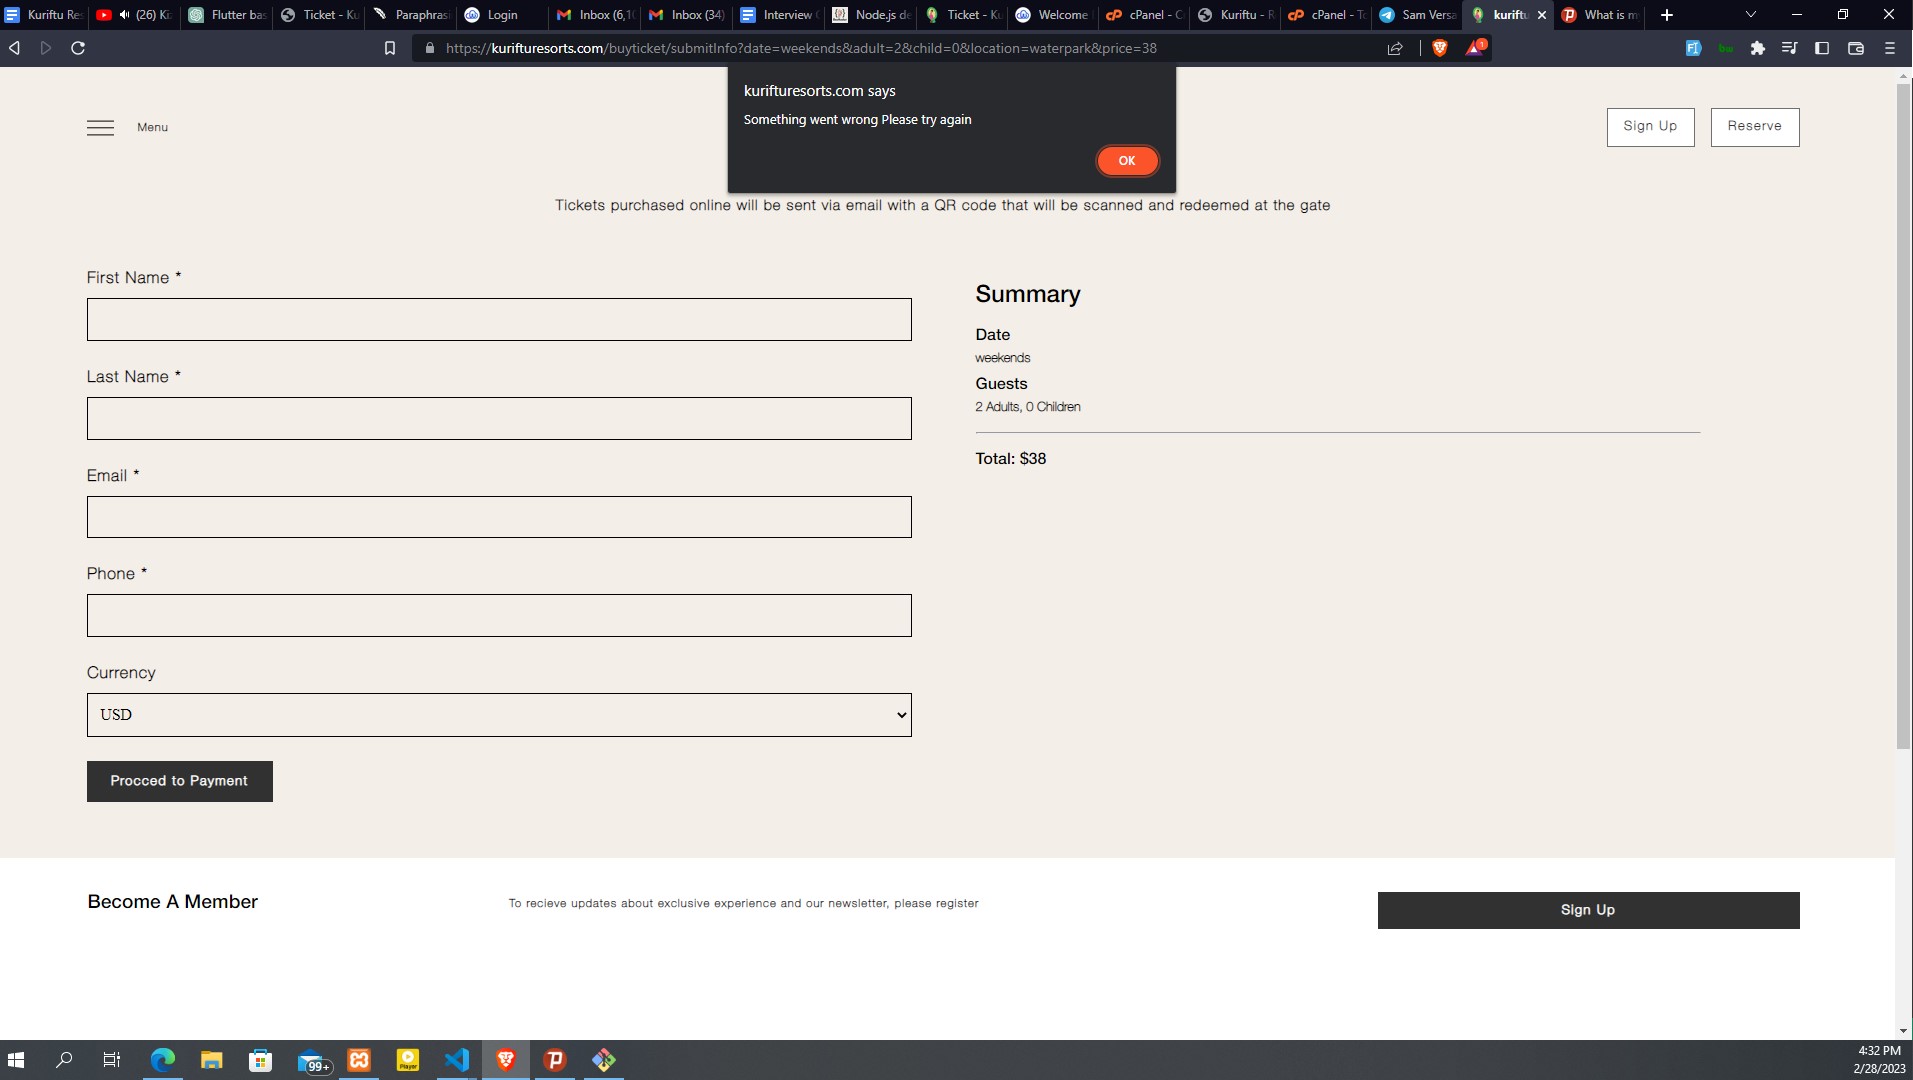 Kuriftu Res
(26) Ki
Flutter bas
Ticket - Ku
Paraphrasi
Login
Inbox (6,1
Inbox (34)
Interview
Node.js de
Ticket - Ku
Welcome
cPanel - C
Kuriftu - R
cPanel - To
Sam Versa
kuriftu
What is m
https://kurifturesorts.com/buyticket/submitInfo?date=weekends&adult=2&child=0&location=waterpark&price=38
1
kurifturesorts.com says
Something went wrong Please try again
OK
Menu
Sign Up
Reserve
Tickets purchased online will be sent via email with a QR code that will be scanned and redeemed at the gate
First Name *
Last Name *
Email *
Phone *
Currency
USD
Procced to Payment
Summary
Date
weekends
Guests
2 Adults, 0 Children
Total: $38
Become A Member
To recieve updates about exclusive experience and our newsletter, please register
Sign Up
99+
Player
4:32 PM
2/28/2023